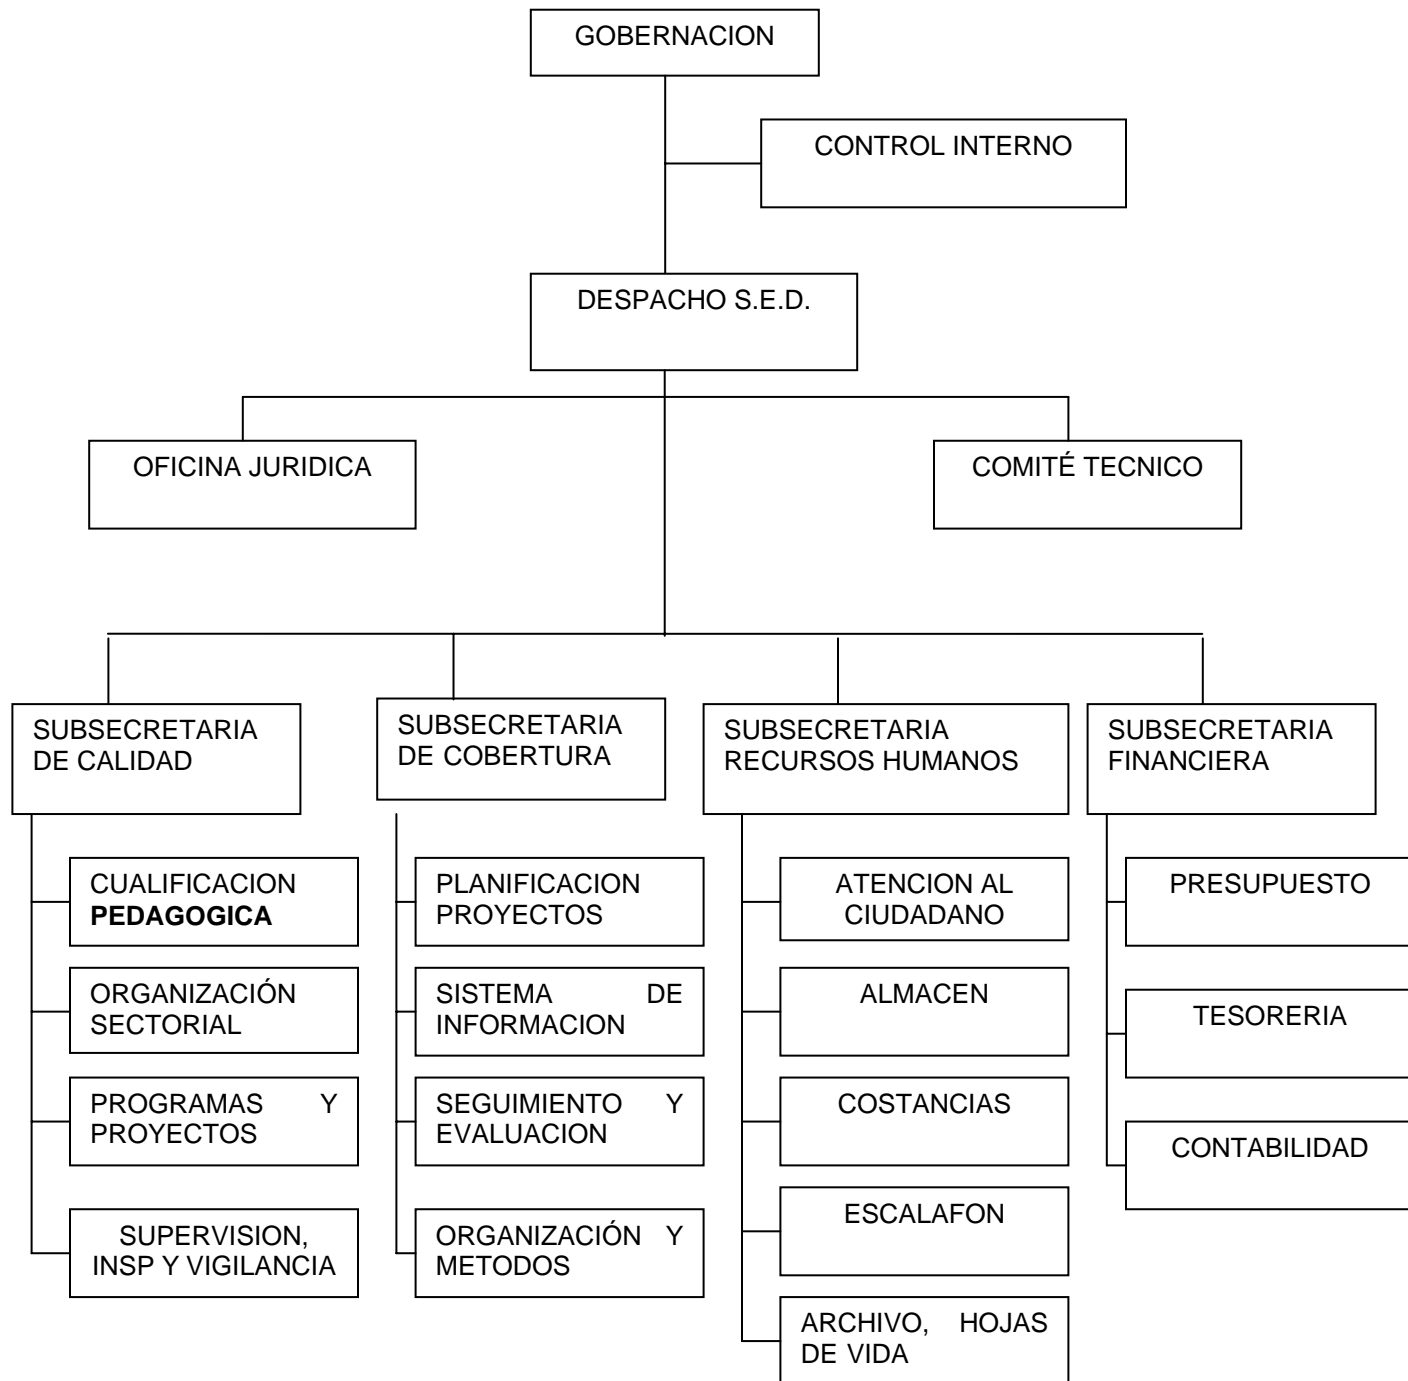 GOBERNACION
CONTROL INTERNO
DESPACHO S.E.D.
OFICINA JURIDICA
COMITÉ TECNICO
SUBSECRETARIA
DE CALIDAD
SUBSECRETARIA
DE COBERTURA
SUBSECRETARIA
RECURSOS HUMANOS
SUBSECRETARIA
FINANCIERA
CUALIFICACION
PEDAGOGICA
ORGANIZACIÓN
SECTORIAL
PROGRAMAS Y
PROYECTOS
SUPERVISION,
INSP Y VIGILANCIA
PLANIFICACION
PROYECTOS
SISTEMA DE
INFORMACION
SEGUIMIENTO Y
EVALUACION
ORGANIZACIÓN Y
METODOS
ATENCION AL
CIUDADANO
ALMACEN
COSTANCIAS
ESCALAFON
ARCHIVO, HOJAS
DE VIDA
PRESUPUESTO
TESORERIA
CONTABILIDAD